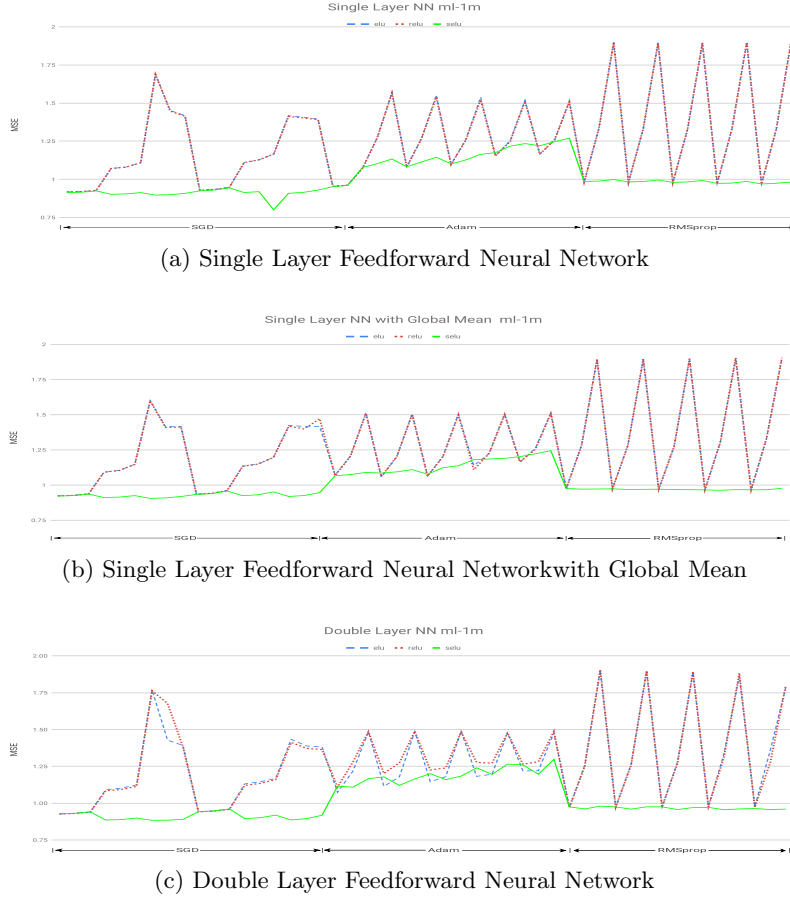 Single Layer NN ml-1m
elu relu selu
2
1.5
1.25
1
0.75
MSE
SGD Adam RMSprop
(a) Single Layer Feedforward Neural Network
Single Layer NN with Global Mean ml-1m
elu relu selu
2
1.75
1.5
1.25
1
0.75
MSE
SGD Adam RMSprop
(b) Single Layer Feedforward Neural Networkwith Global Mean
Double Layer NN ml-1m
elu relu selu
2.00
1.75
1.50
1.25
1.00
0.75
MSE
SGD Adam RMSprop
(c) Double Layer Feedforward Neural Network